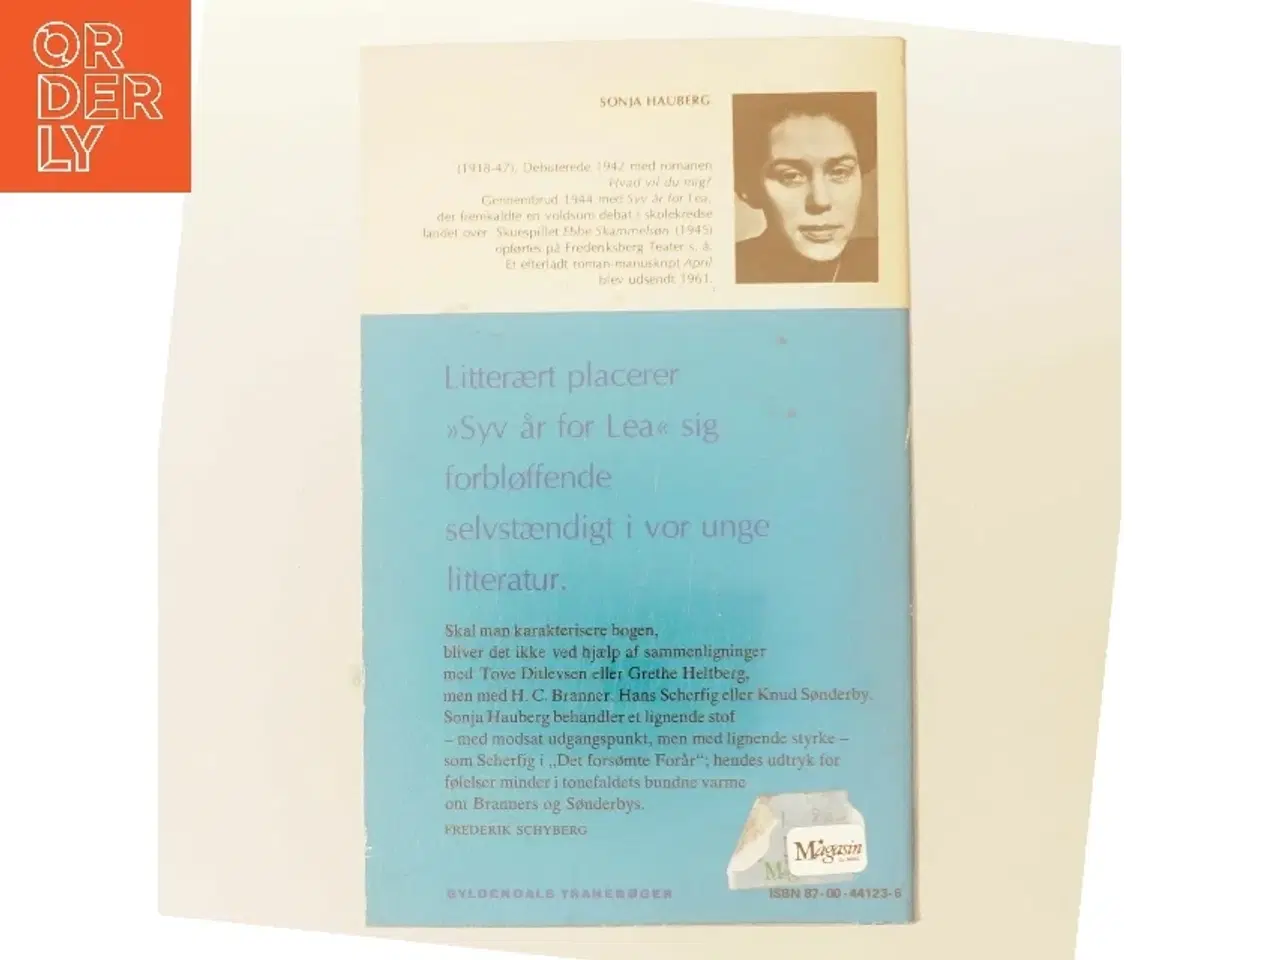 ORDERLY
SONJA HAUBERG
(1918-47). Debuterede 1942 med romanen
Hvad vil du mig?
Gennembrud 1944 med Syv år for Lea,
der fremkaldte en voldsom debat i skolekredse
landet over. Skuespillet Ebbe Skammelsøn (1945)
opførtes på Frederiksberg Teater s. å.
Et efterladt roman-manuskript April
blev udsendt 1961.
Litterært placerer
»Syv år for Lea« sig
forbløffende
selvstændigt i vor unge
litteratur.
Skal man karakterisere bogen,
bliver det ikke ved hjælp af sammenligninger
med Tove Ditlevsen eller Grethe Heltberg,
men med H. C. Branner, Hans Scherfig eller Knud Sønderby.
Sonja Hauberg behandler et lignende stof
– med modsat udgangspunkt, men med lignende styrke –
som Scherfig i „Det forsømte Forår“; hendes udtryk for
følelser minder i tonefaldets bundne varme
om Branners og Sønderbys.
FREDERIK SCHYBERG
Magasin
GYLDENDALS TRANEBØGER
ISBN 87-00-44123-6